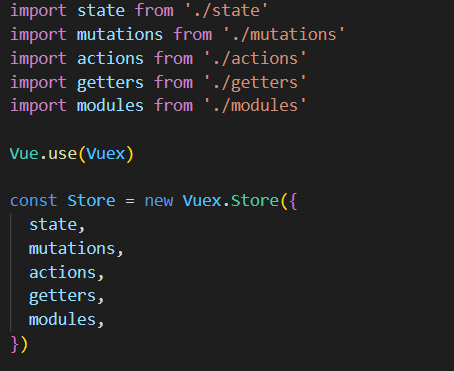 import state from './state'
import mutations from './mutations'
import actions from './actions'
import getters from './getters'
import modules from './modules'

Vue.use(Vuex)

const Store = new Vuex.Store({
  state,
  mutations,
  actions,
  getters,
  modules,
})